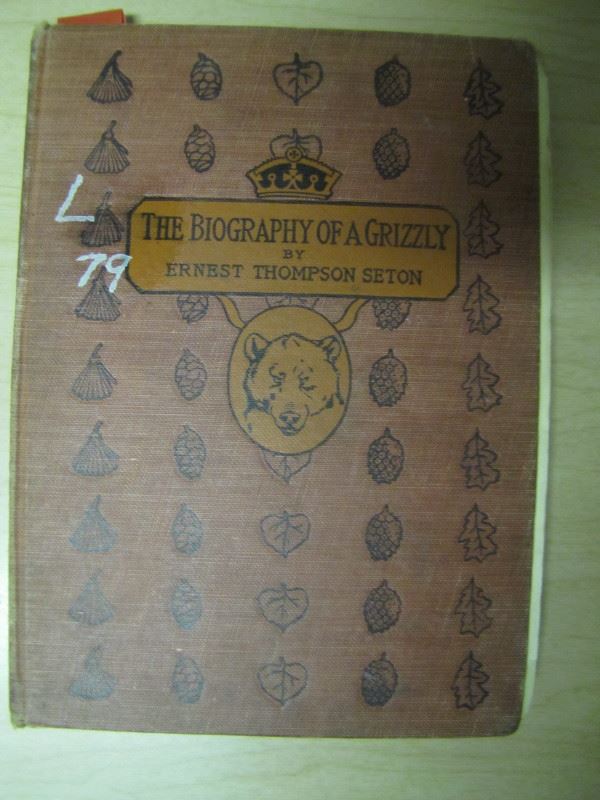 L
79
THE BIOGRAPHY OF A GRIZZLY
BY
ERNEST THOMPSON SETON